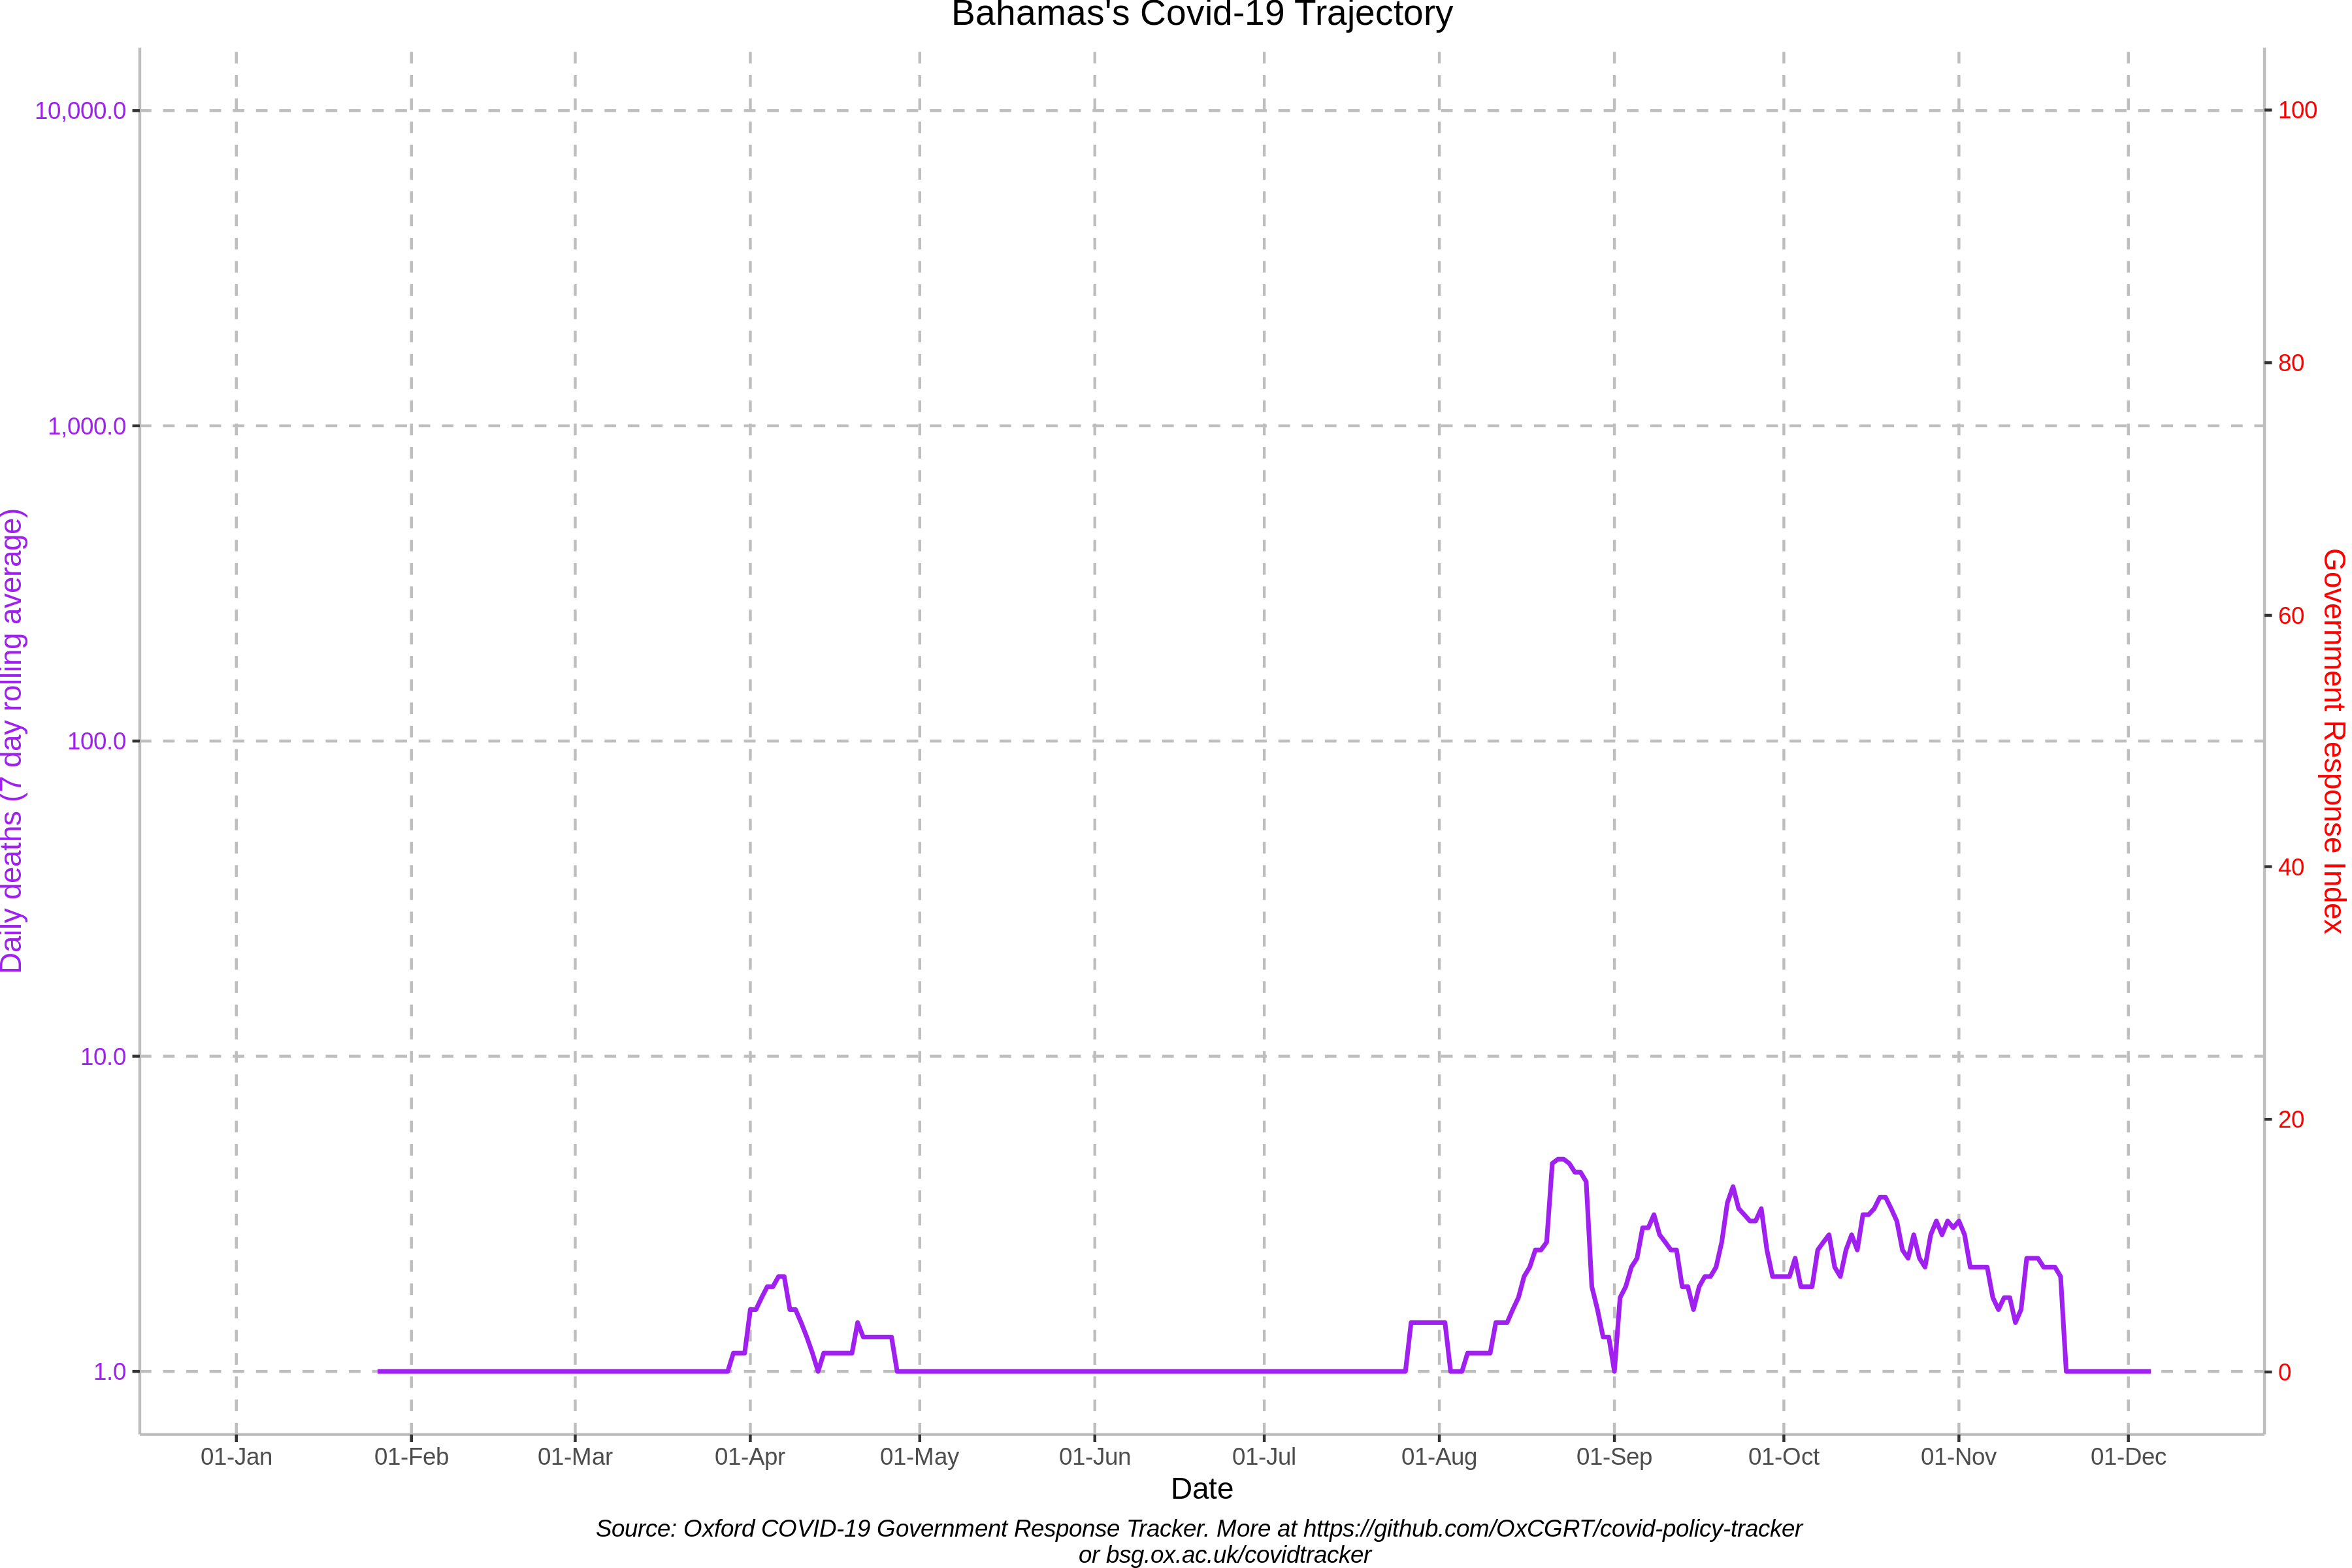 Bahamas's Covid-19 Trajectory
10,000.0
1,000.0
100.0
10.0
1.0
Daily deaths (7 day rolling average)
100
80
60
40
20
0
Government Response Index
01-Jan 01-Feb 01-Mar 01-Apr 01-May 01-Jun 01-Jul 01-Aug 01-Sep 01-Oct 01-Nov 01-Dec
Date
Source: Oxford COVID-19 Government Response Tracker. More at https://github.com/OxCGRT/covid-policy-tracker
or bsg.ox.ac.uk/covidtracker